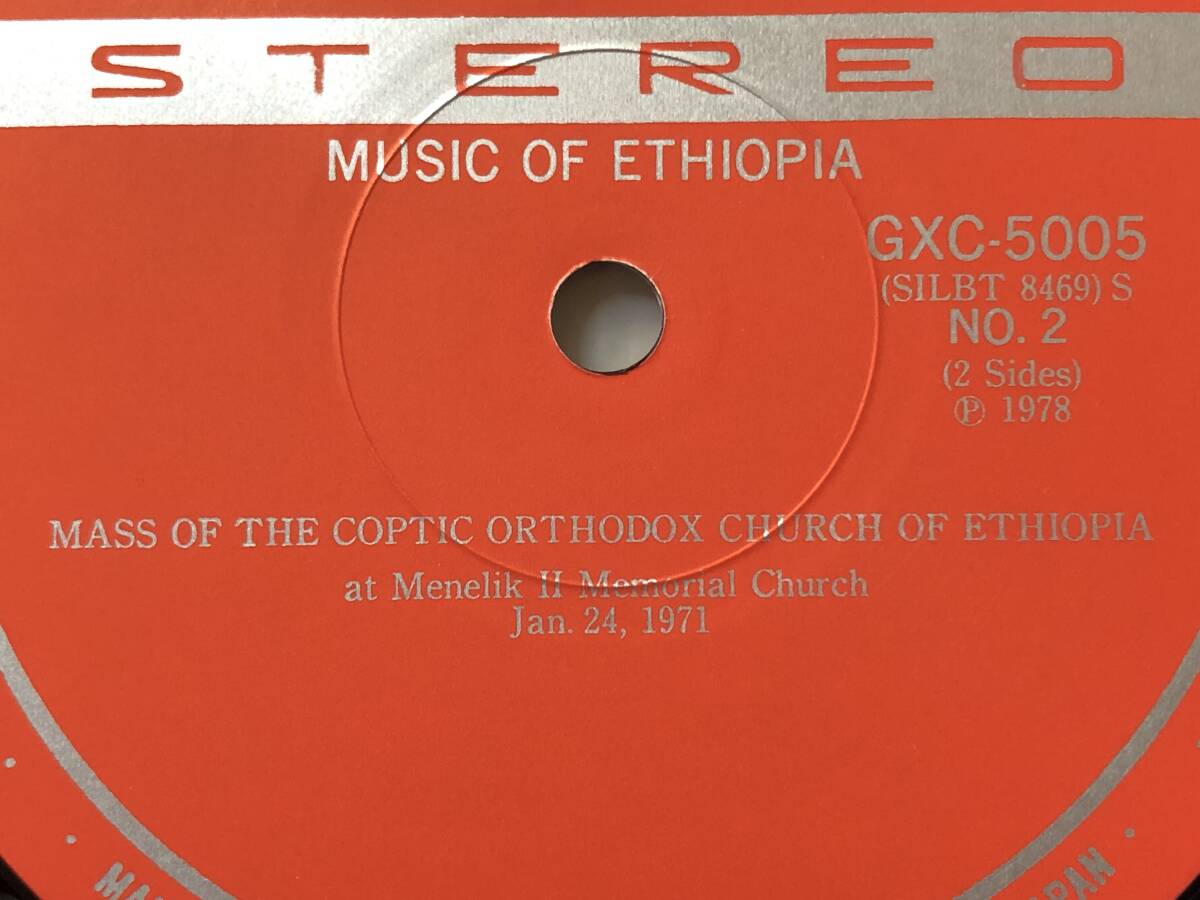 STEREO
MUSIC OF ETHIOPIA
GXC-5005
(SILBT 8469) S
NO. 2
(2 Sides)
Ⓟ 1978
MASS OF THE COPTIC ORTHODOX CHURCH OF ETHIOPIA
at Menelik II Memorial Church
Jan. 24, 1971